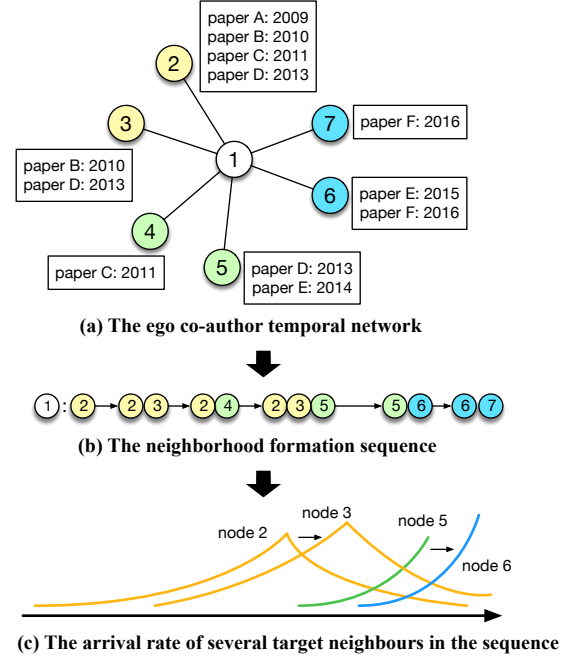 paper A: 2009
paper B: 2010
paper C: 2011
paper D: 2013
2
7
paper F: 2016
3
1
paper B: 2010
paper D: 2013
6
paper E: 2015
paper F: 2016
4
paper C: 2011
5
paper D: 2013
paper E: 2014
(a) The ego co-author temporal network
1 : 2 2 3 2 4 2 3 5 5 6 6 7
(b) The neighborhood formation sequence
node 2
node 3
node 5
node 6
(c) The arrival rate of several target neighbours in the sequence